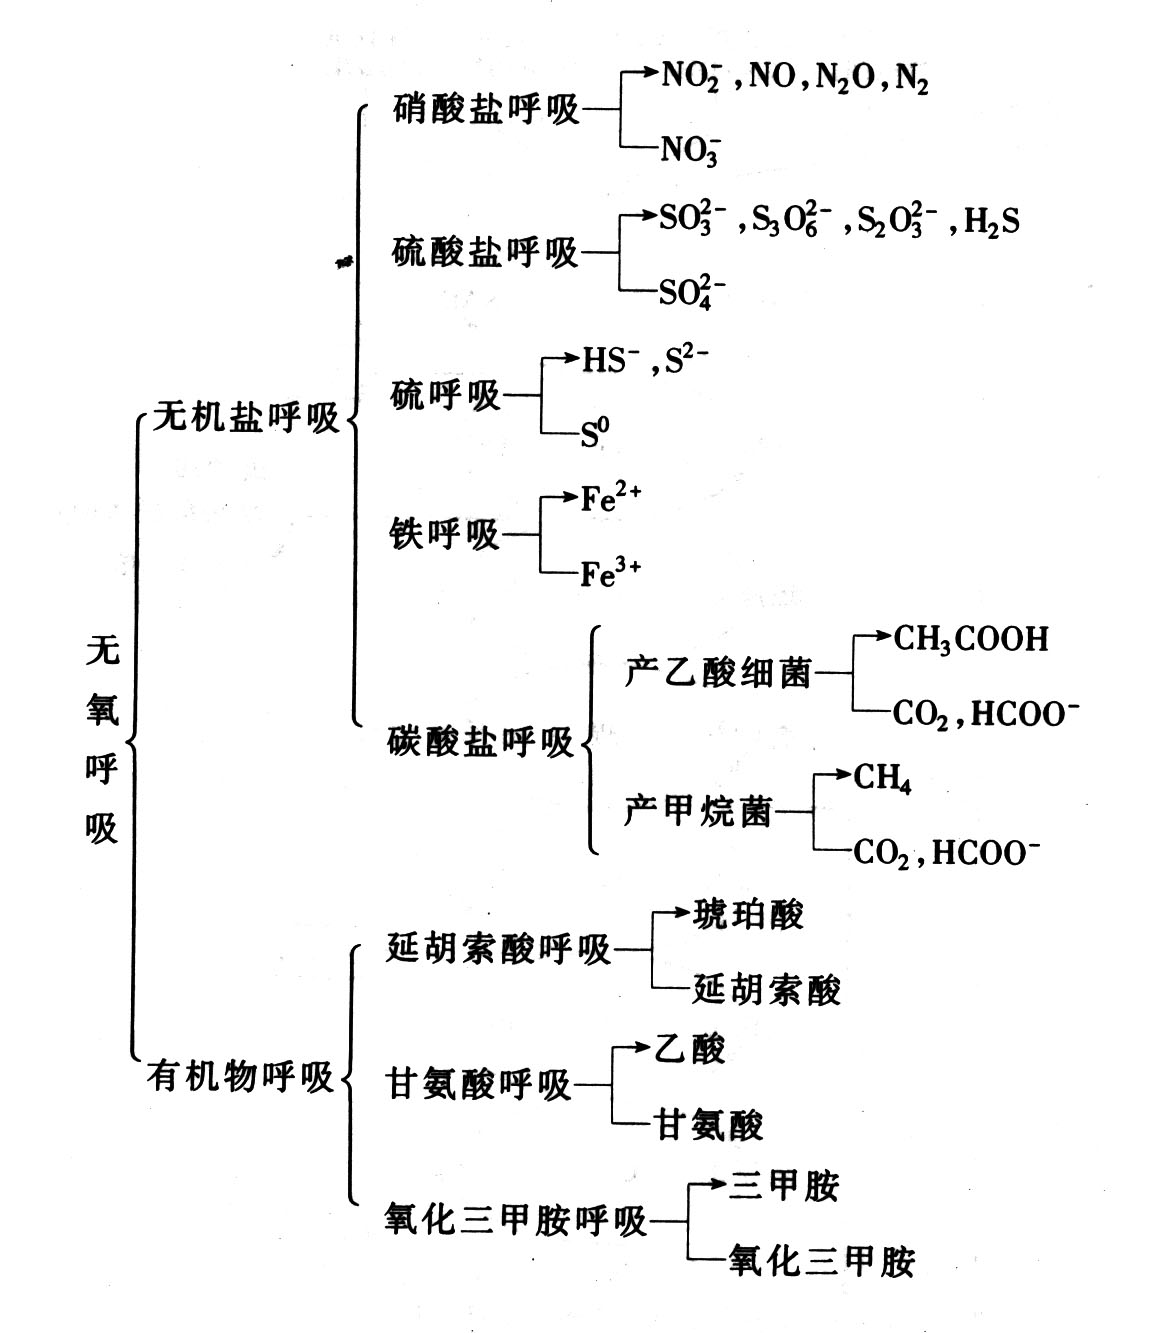 NO₂⁻, NO, N₂O, N₂
硝酸盐呼吸
NO₃⁻
SO₃²⁻, S₃O₆²⁻, S₂O₃²⁻, H₂S
硫酸盐呼吸
SO₄²⁻
HS⁻, S²⁻
硫呼吸
S⁰
无机盐呼吸
Fe²⁺
铁呼吸
Fe³⁺
无氧呼吸
CH₃COOH
产乙酸细菌
CO₂, HCOO⁻
碳酸盐呼吸
CH₄
产甲烷菌
CO₂, HCOO⁻
琥珀酸
延胡索酸呼吸
延胡索酸
乙酸
有机物呼吸
甘氨酸呼吸
甘氨酸
三甲胺
氧化三甲胺呼吸
氧化三甲胺